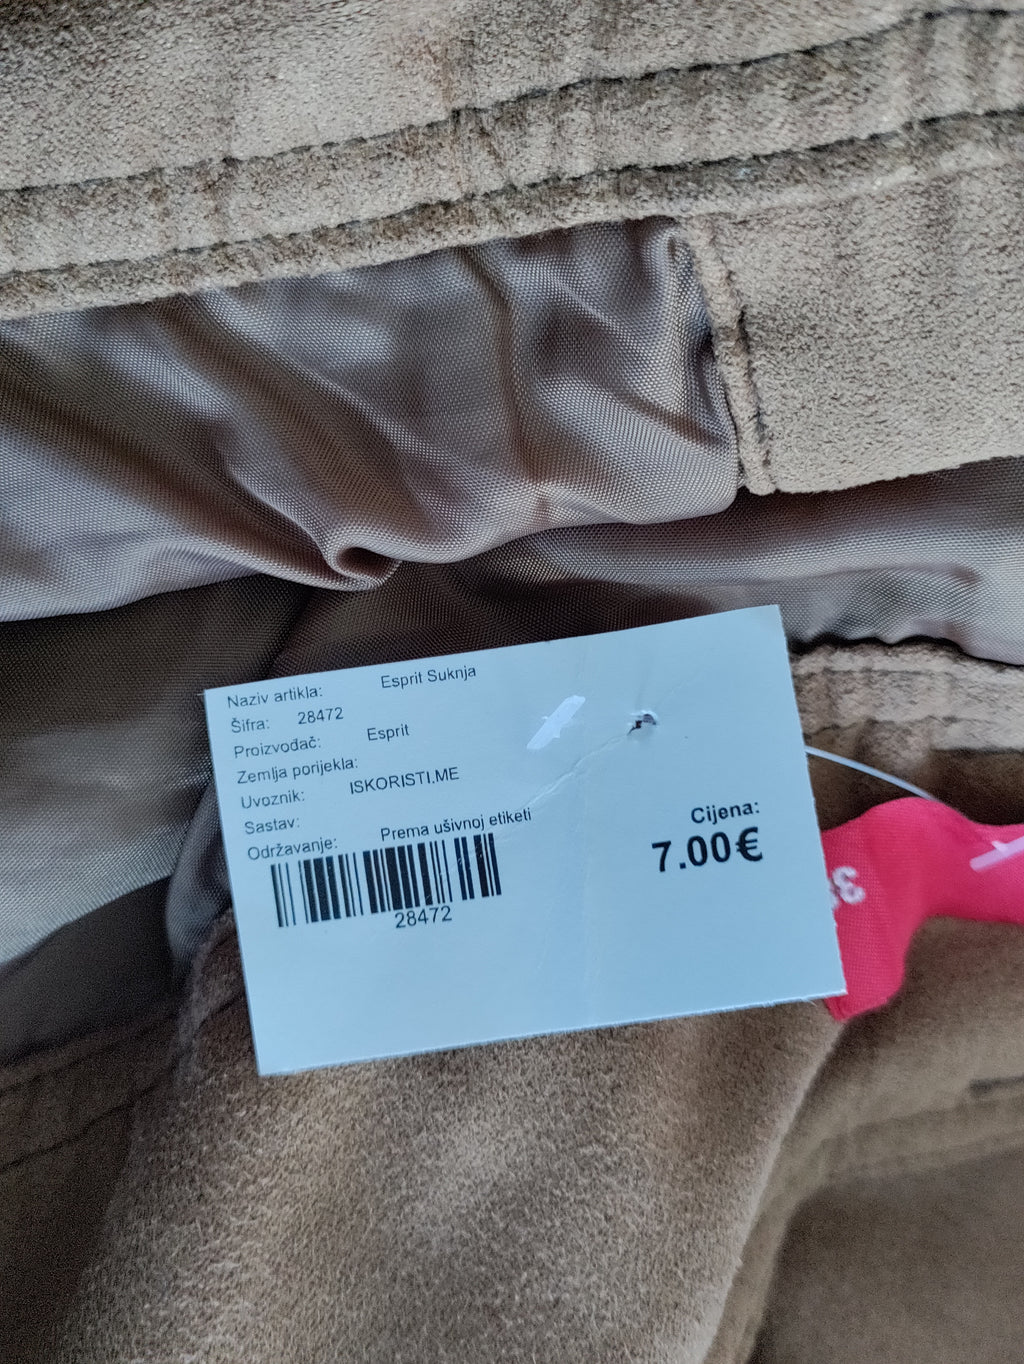 Naziv artikla: Esprit Suknja
Šifra: 28472
Proizvođač: Esprit
Zemlja porijekla:
Uvoznik: ISKORISTI.ME
Sastav:
Održavanje: Prema ušivnoj etiketi
28472
Cijena:
7.00€